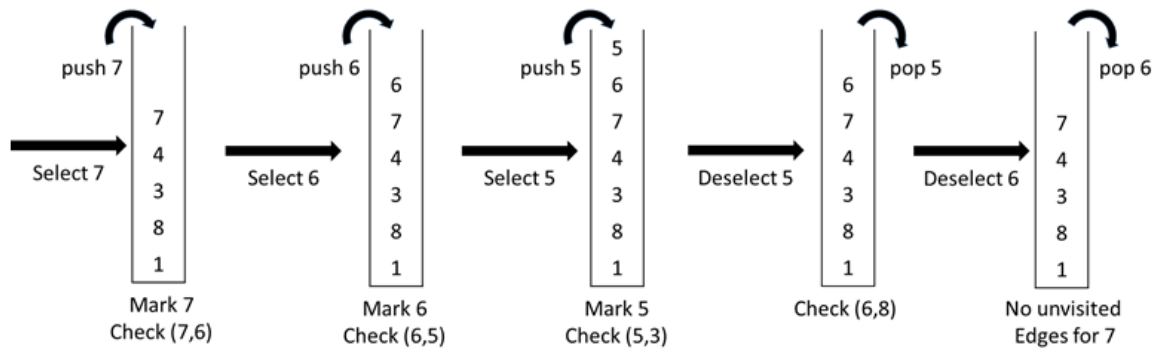 push 7
7
4
3
8
1
Select 7
Mark 7
Check (7,6)
push 6
6
7
4
3
8
1
Select 6
Mark 6
Check (6,5)
push 5
5
6
7
4
3
8
1
Select 5
Mark 5
Check (5,3)
pop 5
6
7
4
3
8
1
Deselect 5
Check (6,8)
pop 6
7
4
3
8
1
Deselect 6
No unvisited
Edges for 7